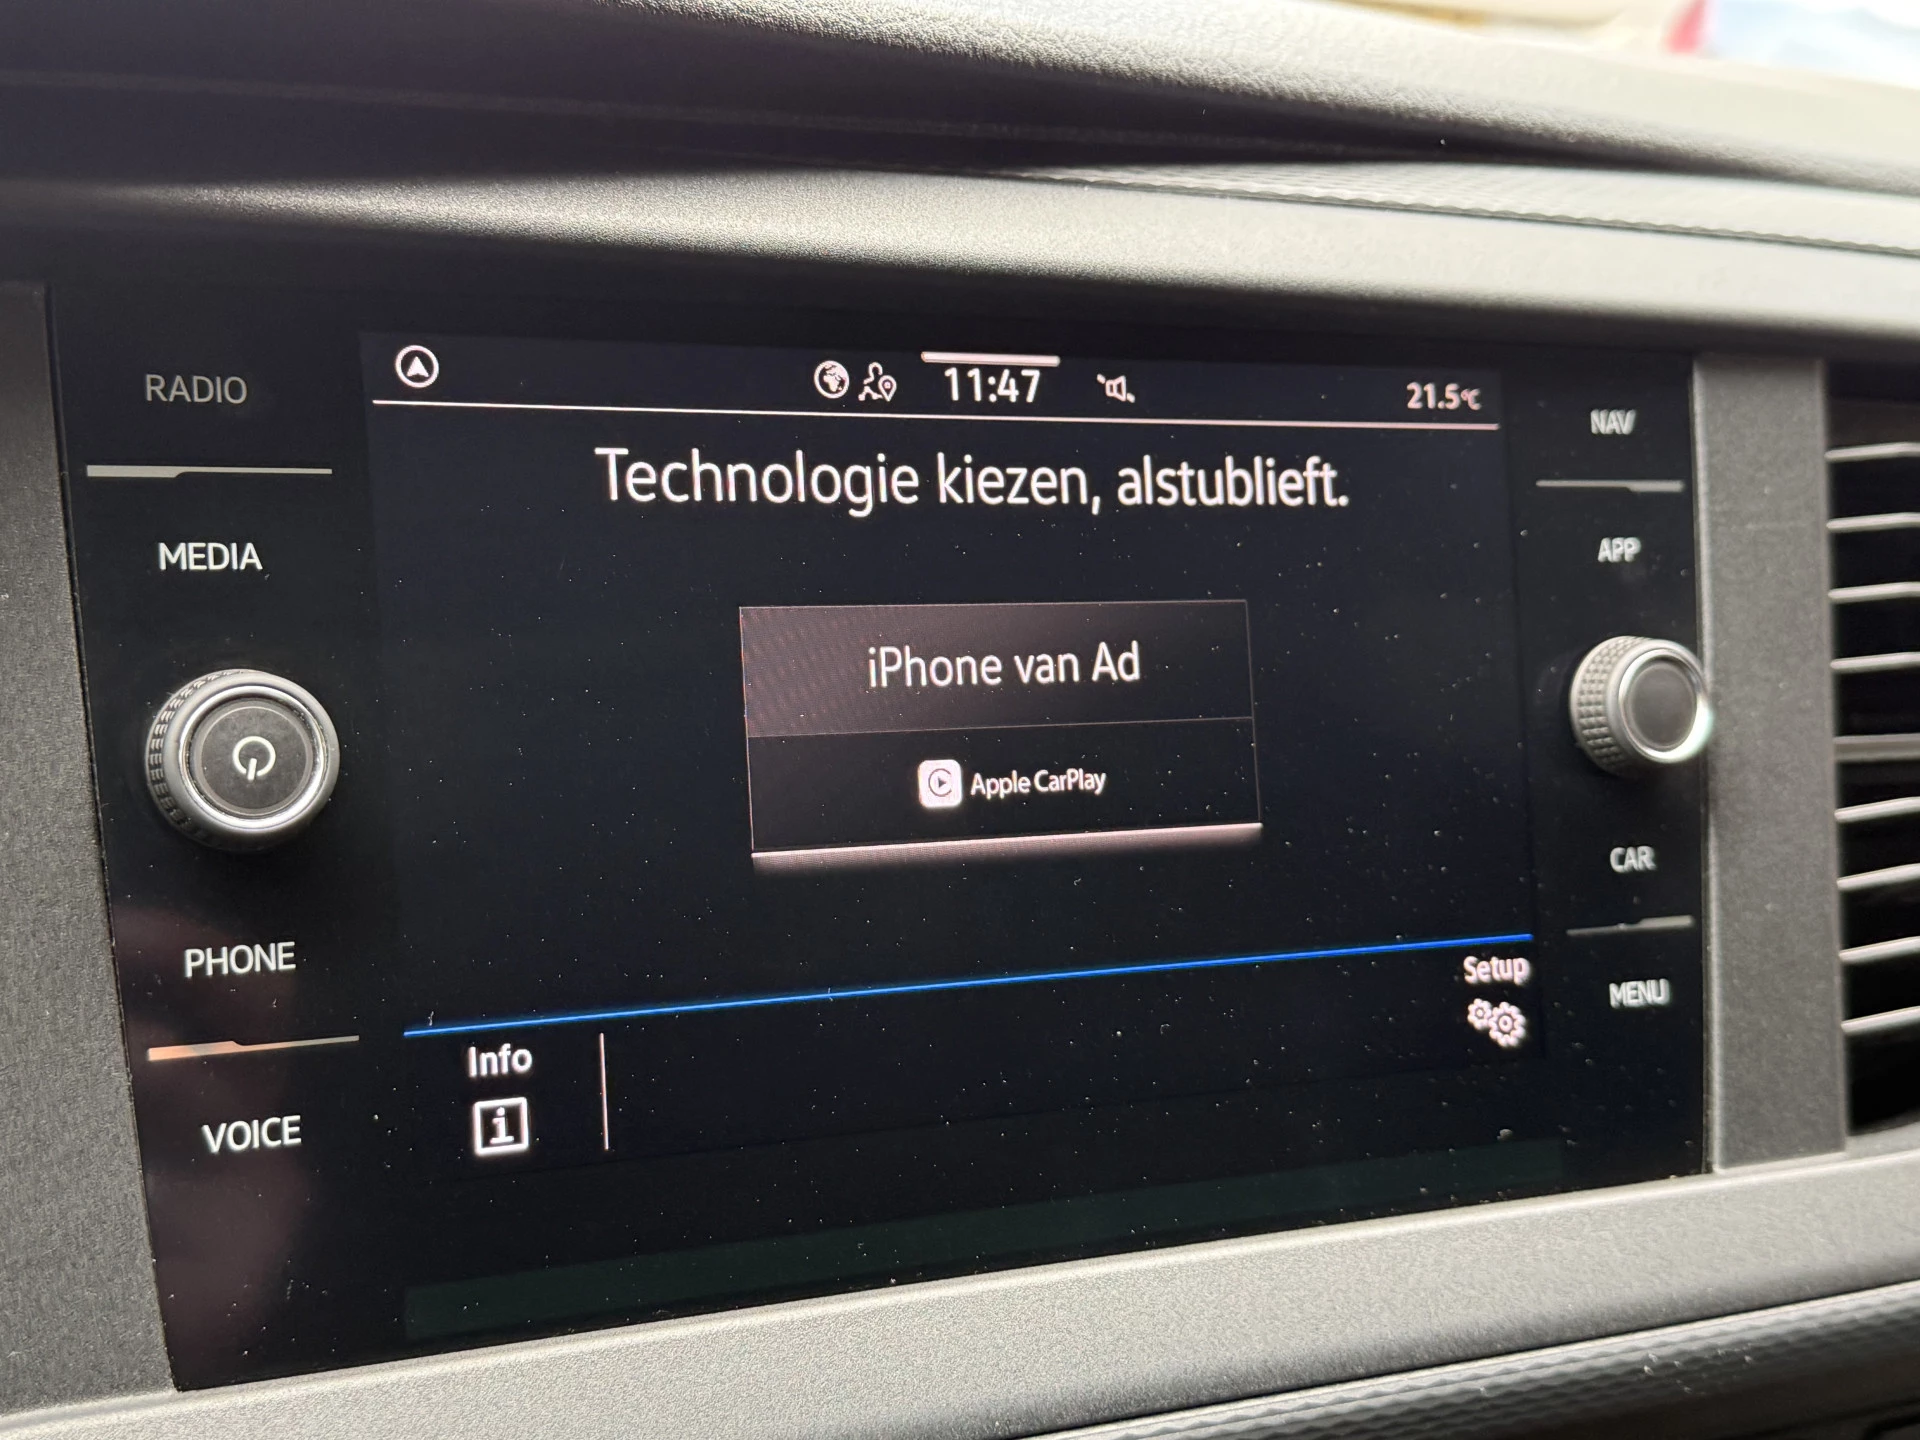 RADIO
MEDIA
PHONE
VOICE
11:47
21.5°C
Technologie kiezen, alstublieft.
iPhone van Ad
Apple CarPlay
Info
i
Setup
NAV
APP
CAR
MENU